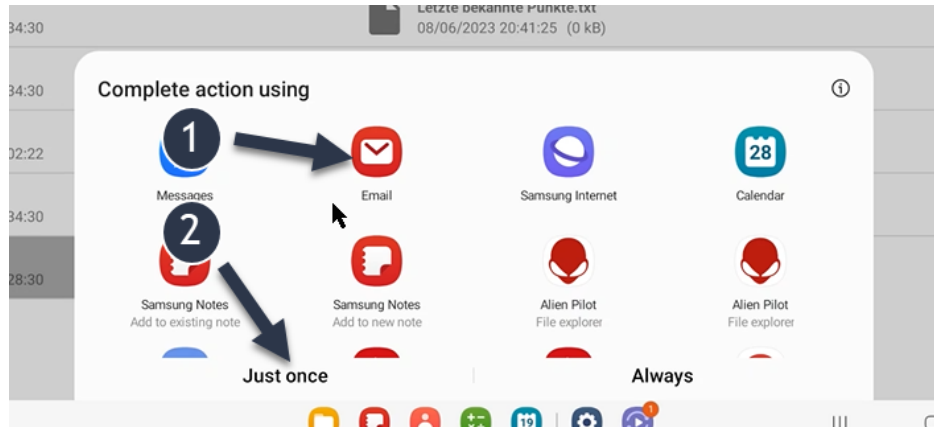 Letzte bekannte Punkte.txt
34:30
08/06/2023 20:41:25 (0 kB)
34:30
Complete action using
02:22
1
28
Messages
Email
Samsung Internet
Calendar
34:30
2
28:30
Samsung Notes
Samsung Notes
Alien Pilot
Alien Pilot
Add to existing note
Add to new note
File explorer
File explorer
Just once
Always
19
1